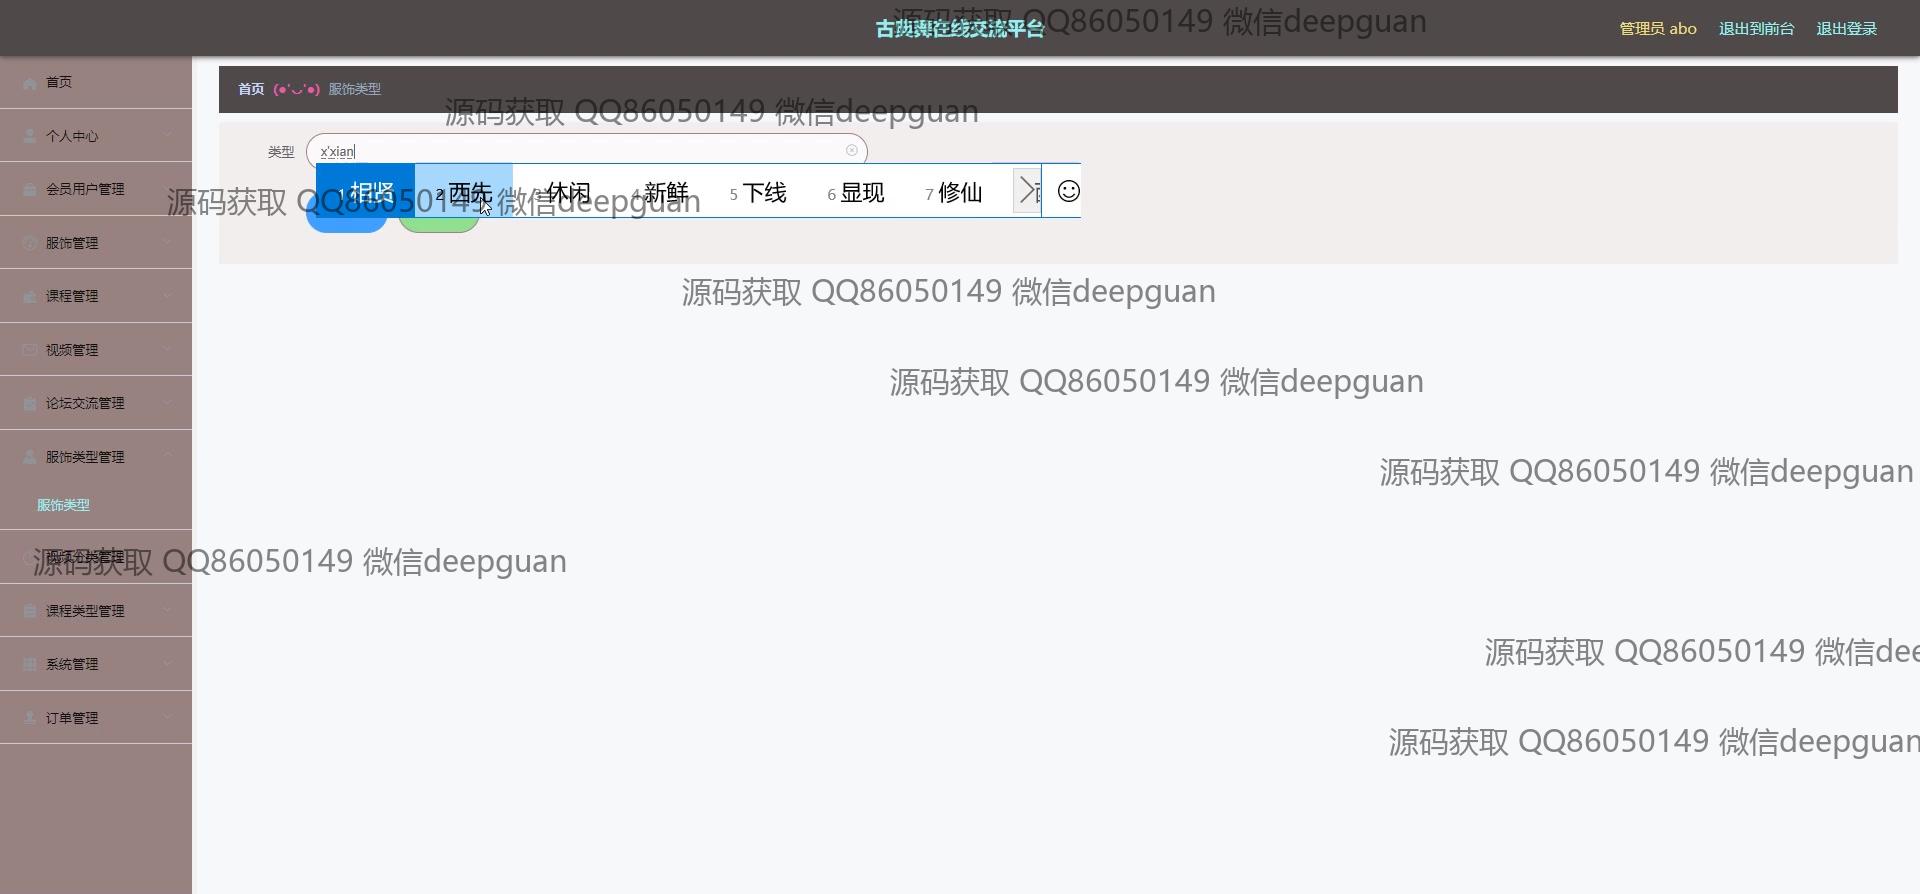 古典舞在线交流平台
源码获取 QQ86050149 微信deepguan
管理员 abo
退出到前台
退出登录
首页
个人中心
会员用户管理
服饰管理
课程管理
视频管理
论坛交流管理
服饰类型管理
服饰类型
视频分类管理
课程类型管理
系统管理
订单管理
首页 (●'◡'●) 服饰类型
源码获取 QQ86050149 微信deepguan
类型
x'xian
1 相贤 2 西先 3 休闲 4 新鲜 5 下线 6 显现 7 修仙
源码获取 QQ86050149 微信deepguan
源码获取 QQ86050149 微信deepguan
源码获取 QQ86050149 微信deepguan
源码获取 QQ86050149 微信deepguan
源码获取 QQ86050149 微信deepguan
源码获取 QQ86050149 微信dee
源码获取 QQ86050149 微信deepguan